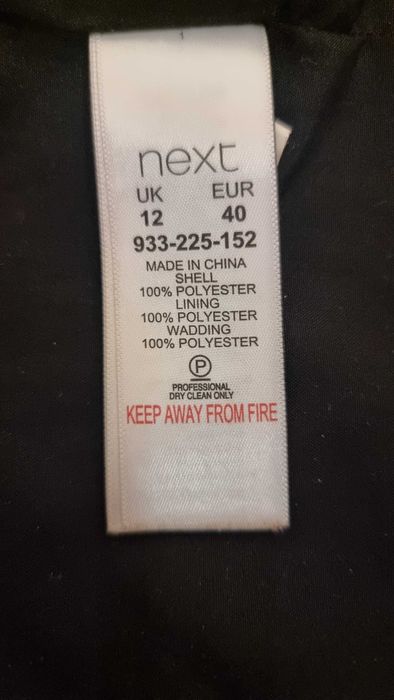 next
UK EUR
12 40
933-225-152
MADE IN CHINA
SHELL
100% POLYESTER
LINING
100% POLYESTER
WADDING
100% POLYESTER
P
PROFESSIONAL
DRY CLEAN ONLY
KEEP AWAY FROM FIRE